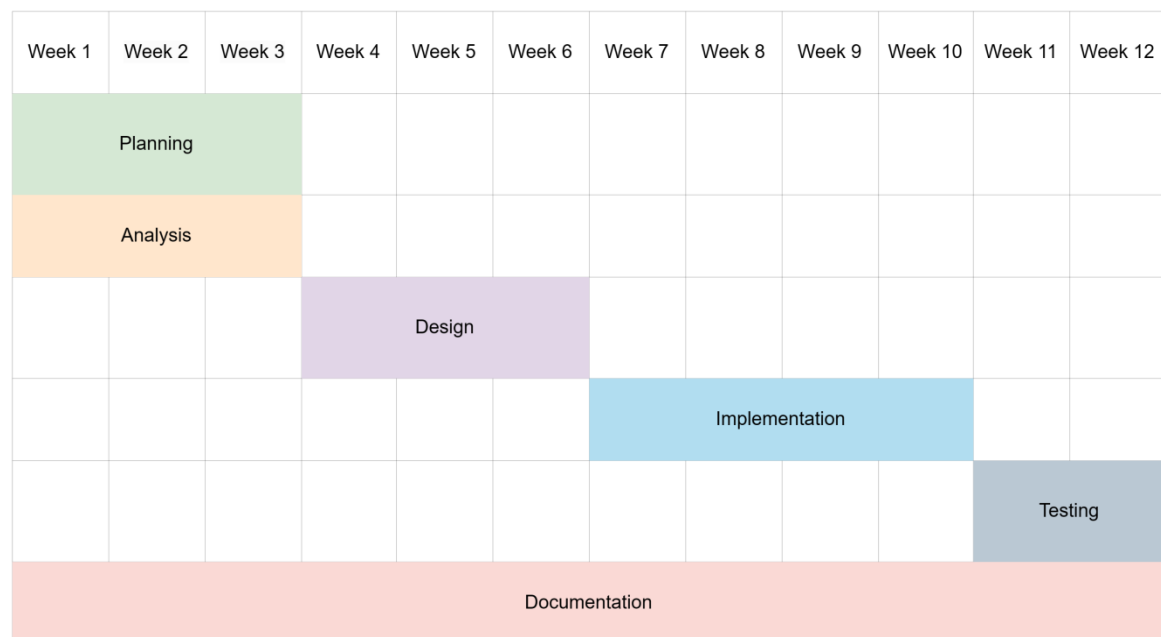 Week 1 Week 2 Week 3 Week 4 Week 5 Week 6 Week 7 Week 8 Week 9 Week 10 Week 11 Week 12
Planning
Analysis
Design
Implementation
Testing
Documentation